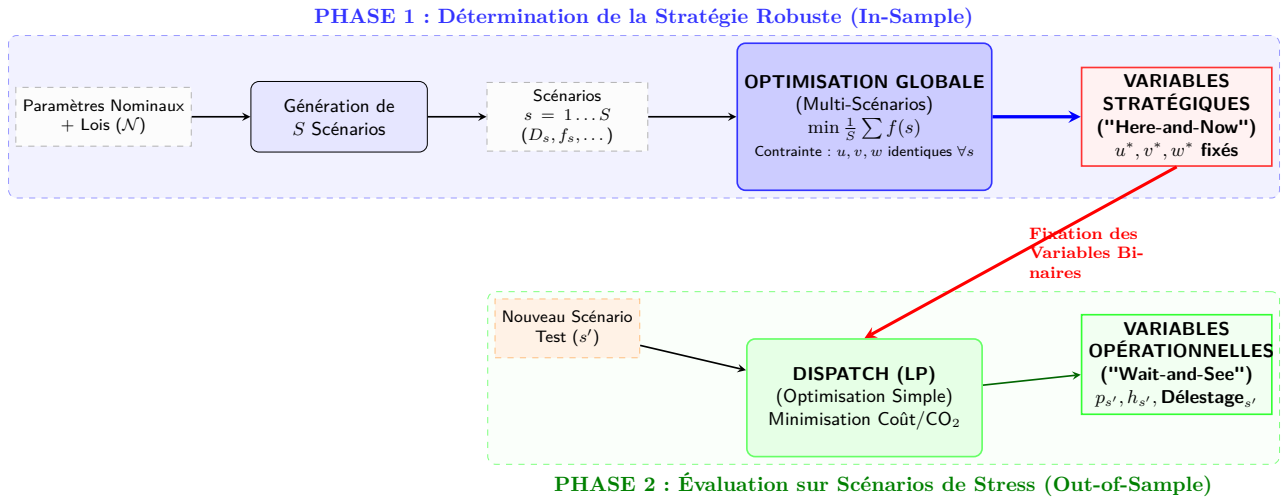 PHASE 1 : Détermination de la Stratégie Robuste (In-Sample)
Paramètres Nominaux
+ Lois (𝒩)
Génération de
S Scénarios
Scénarios
s = 1 … S
(D_s, f_s, … )
OPTIMISATION GLOBALE
(Multi-Scénarios)
min 1/S ∑ f(s)
Contrainte : u, v, w identiques ∀s
VARIABLES
STRATÉGIQUES
("Here-and-Now")
u*, v*, w* fixés
Fixation des
Variables Bi-
naires
Nouveau Scénario
Test (s′)
DISPATCH (LP)
(Optimisation Simple)
Minimisation Coût/CO₂
VARIABLES
OPÉRATIONNELLES
("Wait-and-See")
p_s′, h_s′, Délestage_s′
PHASE 2 : Évaluation sur Scénarios de Stress (Out-of-Sample)